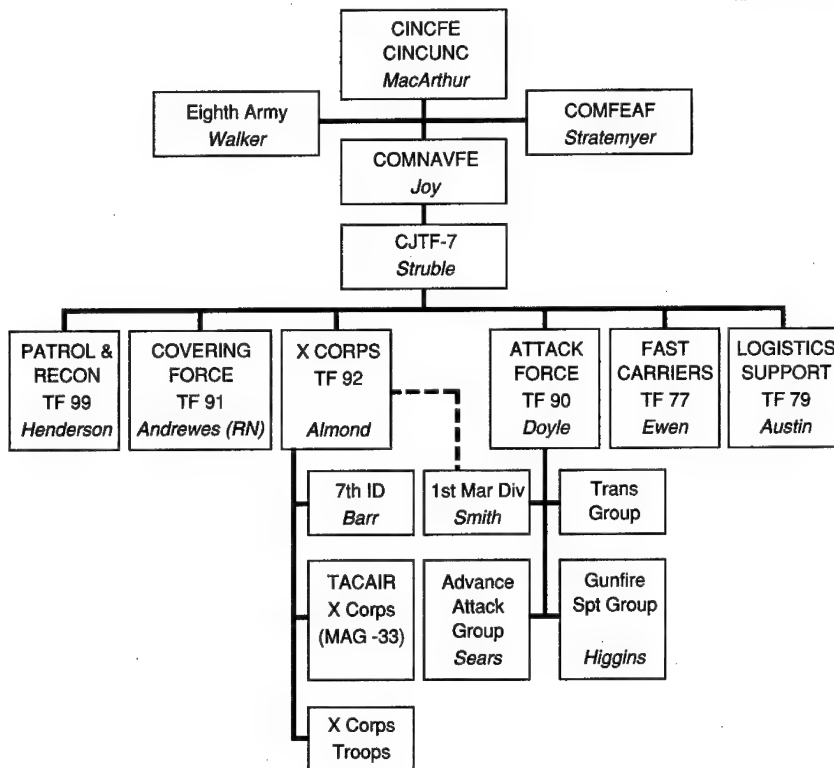 CINCFE
CINCUNC
MacArthur
Eighth Army
Walker
COMFEAF
Stratemyer
COMNAVFE
Joy
CJTF-7
Struble
PATROL &
RECON
TF 99
Henderson
COVERING
FORCE
TF 91
Andrewes (RN)
X CORPS
TF 92
Almond
ATTACK
FORCE
TF 90
Doyle
FAST
CARRIERS
TF 77
Ewen
LOGISTICS
SUPPORT
TF 79
Austin
7th ID
Barr
1st Mar Div
Smith
Trans
Group
TACAIR
X Corps
(MAG -33)
Advance
Attack
Group
Sears
Gunfire
Spt Group
Higgins
X Corps
Troops